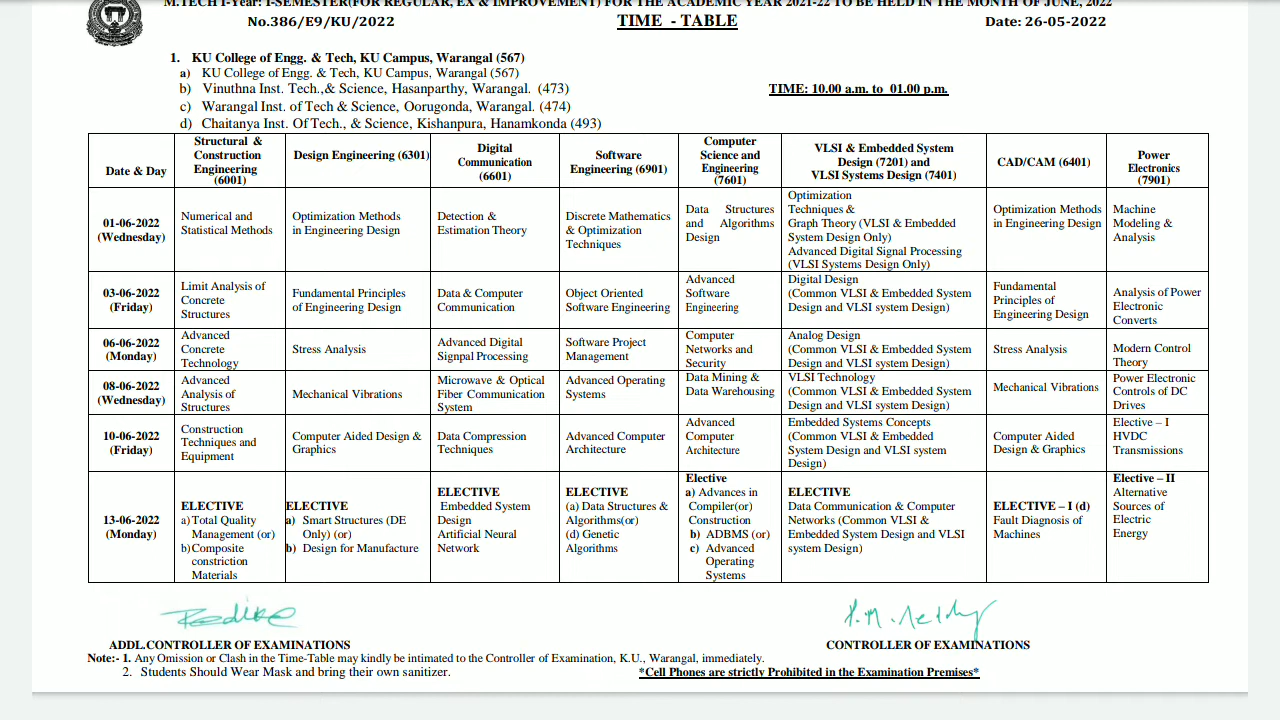 M.TECH I-Year: I-SEMESTER(FOR REGULAR, EX & IMPROVEMENT) FOR THE ACADEMIC YEAR 2021-22 TO BE HELD IN THE MONTH OF JUNE, 2022
No.386/E9/KU/2022 TIME - TABLE Date: 26-05-2022
1. KU College of Engg. & Tech, KU Campus, Warangal (567)
a) KU College of Engg. & Tech, KU Campus, Warangal (567)
b) Vinuthna Inst. Tech.,& Science, Hasanparthy, Warangal. (473) TIME: 10.00 a.m. to 01.00 p.m.
c) Warangal Inst. of Tech & Science, Oorugonda, Warangal. (474)
d) Chaitanya Inst. Of Tech., & Science, Kishanpura, Hanamkonda (493)
Date & Day
Structural &
Construction
Engineering
(6001)
Design Engineering (6301)
Digital
Communication
(6601)
Software
Engineering (6901)
Computer
Science and
Engineering
(7601)
VLSI & Embedded System
Design (7201) and
VLSI Systems Design (7401)
CAD/CAM (6401)
Power
Electronics
(7901)
01-06-2022
(Wednesday)
Numerical and
Statistical Methods
Optimization Methods
in Engineering Design
Detection &
Estimation Theory
Discrete Mathematics
& Optimization
Techniques
Data Structures
and Algorithms
Design
Optimization
Techniques &
Graph Theory (VLSI & Embedded
System Design Only)
Advanced Digital Signal Processing
(VLSI Systems Design Only)
Optimization Methods
in Engineering Design
Machine
Modeling &
Analysis
03-06-2022
(Friday)
Limit Analysis of
Concrete
Structures
Fundamental Principles
of Engineering Design
Data & Computer
Communication
Object Oriented
Software Engineering
Advanced
Software
Engineering
Digital Design
(Common VLSI & Embedded System
Design and VLSI system Design)
Fundamental
Principles of
Engineering Design
Analysis of Power
Electronic
Converts
06-06-2022
(Monday)
Advanced
Concrete
Technology
Stress Analysis
Advanced Digital
Signpal Processing
Software Project
Management
Computer
Networks and
Security
Analog Design
(Common VLSI & Embedded System
Design and VLSI system Design)
Stress Analysis
Modern Control
Theory
08-06-2022
(Wednesday)
Advanced
Analysis of
Structures
Mechanical Vibrations
Microwave & Optical
Fiber Communication
System
Advanced Operating
Systems
Data Mining &
Data Warehousing
VLSI Technology
(Common VLSI & Embedded System
Design and VLSI system Design)
Mechanical Vibrations
Power Electronic
Controls of DC
Drives
10-06-2022
(Friday)
Construction
Techniques and
Equipment
Computer Aided Design &
Graphics
Data Compression
Techniques
Advanced Computer
Architecture
Advanced
Computer
Architecture
Embedded Systems Concepts
(Common VLSI & Embedded
System Design and VLSI system
Design)
Computer Aided
Design & Graphics
Elective – I
HVDC
Transmissions
13-06-2022
(Monday)
ELECTIVE
a)Total Quality
Management (or)
b)Composite
constriction
Materials
ELECTIVE
a) Smart Structures (DE
Only) (or)
b) Design for Manufacture
ELECTIVE
Embedded System
Design
Artificial Neural
Network
ELECTIVE
(a) Data Structures &
Algorithms(or)
(d) Genetic
Algorithms
Elective
a) Advances in
Compiler(or)
Construction
b) ADBMS (or)
c) Advanced
Operating
Systems
ELECTIVE
Data Communication & Computer
Networks (Common VLSI &
Embedded System Design and VLSI
system Design)
ELECTIVE – I (d)
Fault Diagnosis of
Machines
Elective – II
Alternative
Sources of
Electric
Energy
ADDL.CONTROLLER OF EXAMINATIONS CONTROLLER OF EXAMINATIONS
Note:- 1. Any Omission or Clash in the Time-Table may kindly be intimated to the Controller of Examination, K.U., Warangal, immediately.
2. Students Should Wear Mask and bring their own sanitizer. *Cell Phones are strictly Prohibited in the Examination Premises*